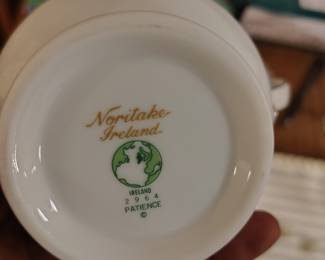 Noritake
Ireland
IRELAND
2964
PATIENCE
©